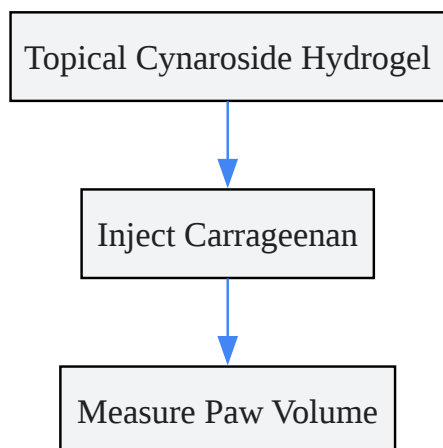 Topical Cynaroside Hydrogel
Inject Carrageenan
Measure Paw Volume